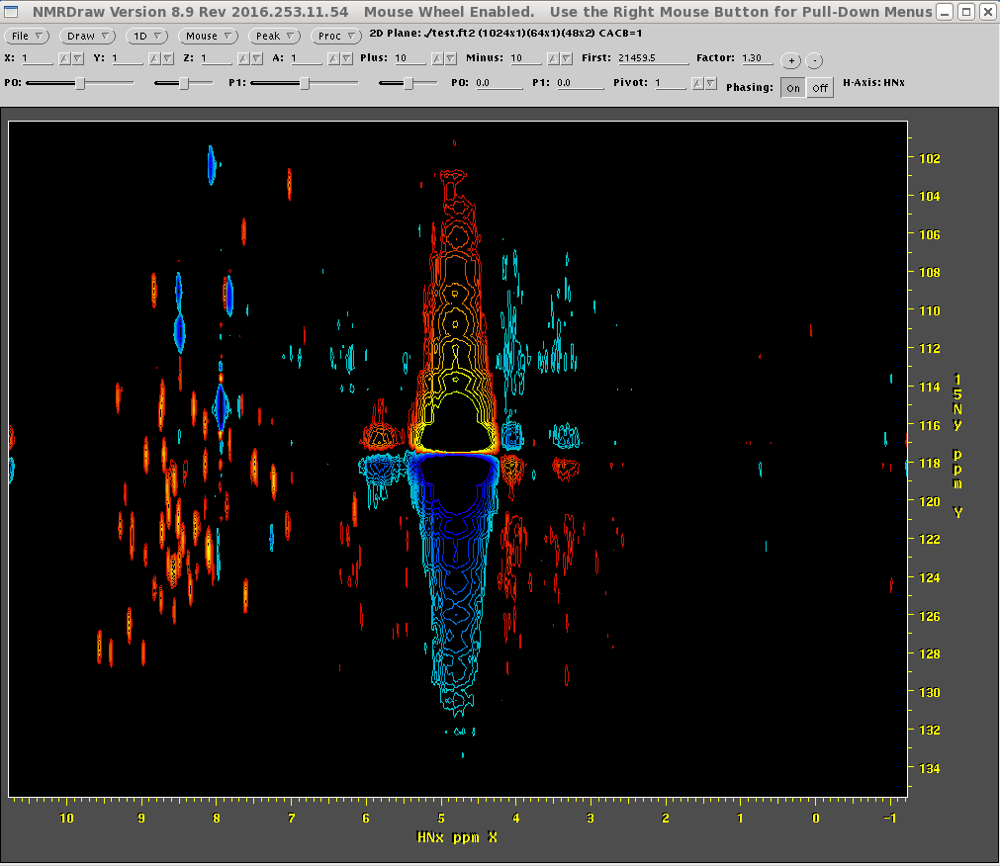 NMRDraw Version 8.9 Rev 2016.253.11.54 Mouse Wheel Enabled. Use the Right Mouse Button for Pull-Down Menus
File Draw 1D Mouse Peak Proc 2D Plane: ./test.ft2 (1024x1)(64x1)(48x2) CACB=1
X: 1 Y: 1 Z: 1 A: 1 Plus: 10 Minus: 10 First: 21459.5 Factor: 1.30 + -
P0: P1: P0: 0.0 P1: 0.0 Pivot: 1 Phasing: On Off H-Axis: HNx
102
104
106
108
110
112
114
116
118
120
122
124
126
128
130
132
134
15Ny ppm Y
10 9 8 7 6 5 4 3 2 1 0 -1
HNx ppm X